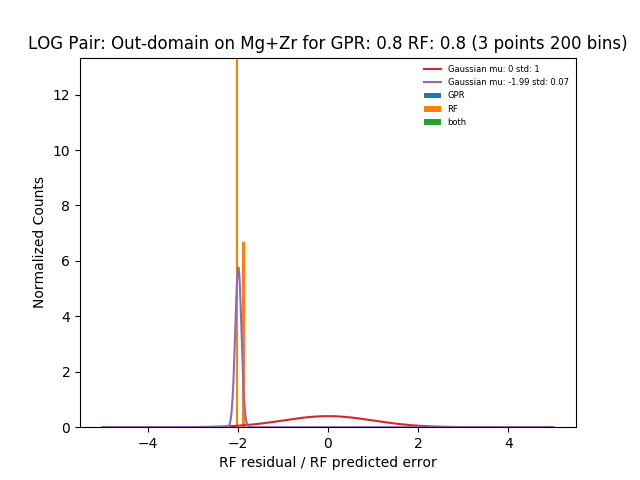 LOG Pair: Out-domain on Mg+Zr for GPR: 0.8 RF: 0.8 (3 points 200 bins)
Gaussian mu: 0 std: 1
Gaussian mu: -1.99 std: 0.07
GPR
RF
both
Normalized Counts
12
10
8
6
4
2
0
−4 −2 0 2 4
RF residual / RF predicted error